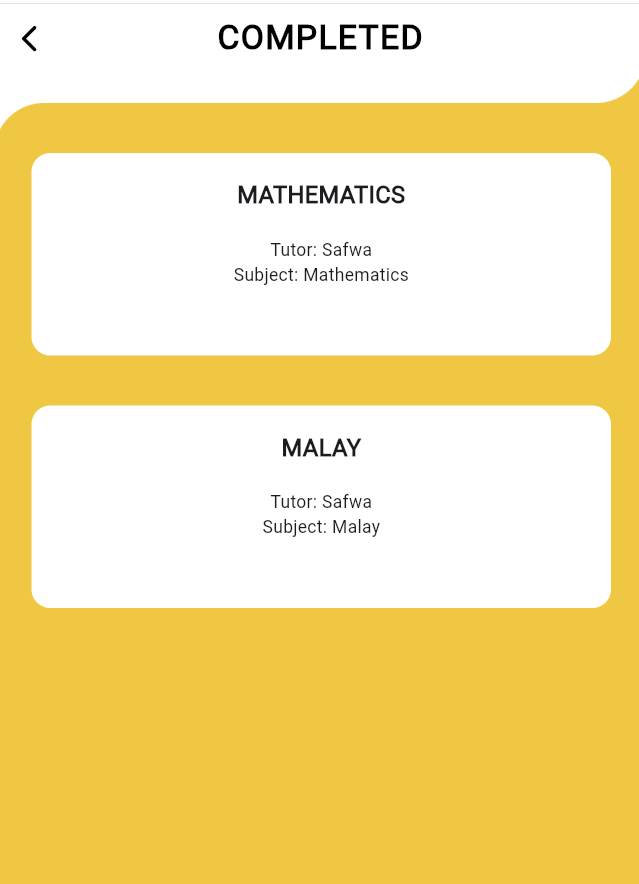 COMPLETED
MATHEMATICS
Tutor: Safwa
Subject: Mathematics
MALAY
Tutor: Safwa
Subject: Malay